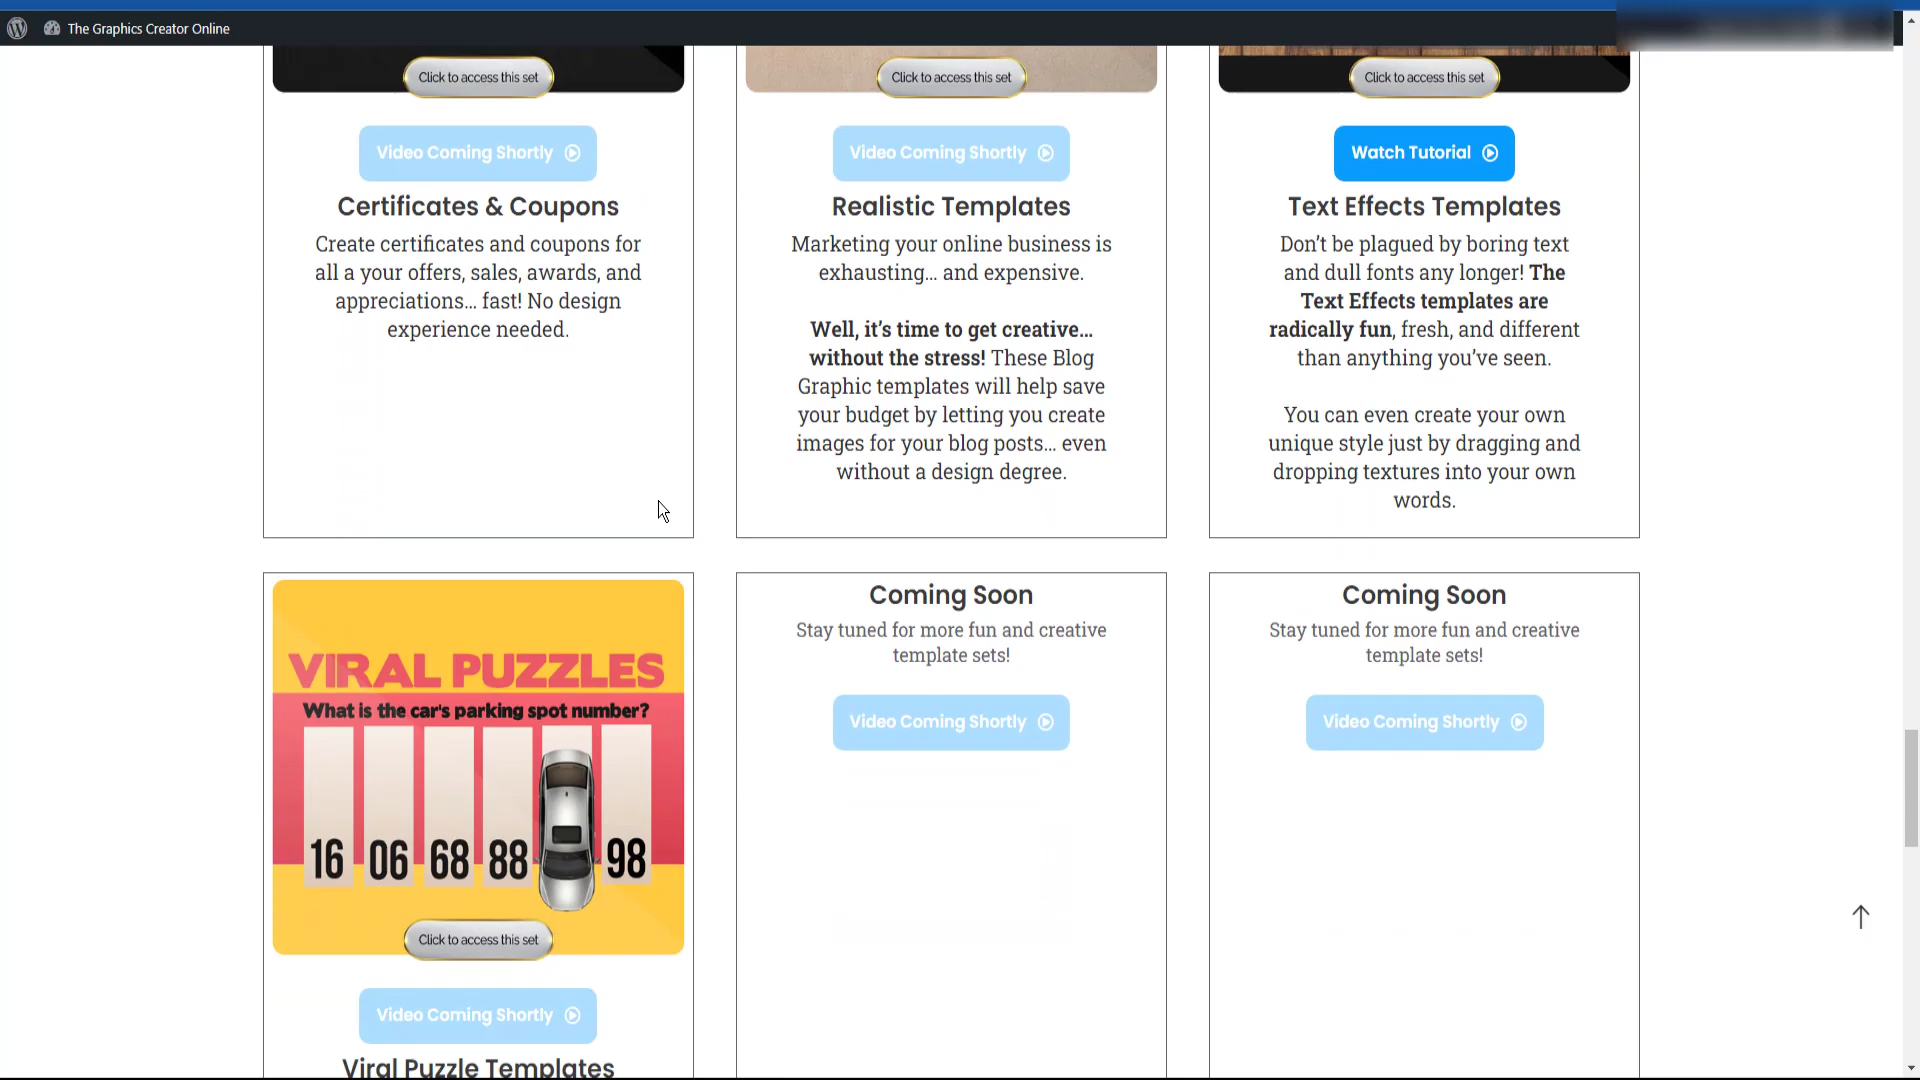 The Graphics Creator Online
Click to access this set
Click to access this set
Click to access this set
Video Coming Shortly
Video Coming Shortly
Watch Tutorial
Certificates & Coupons
Create certificates and coupons for
all a your offers, sales, awards, and
appreciations... fast! No design
experience needed.
Realistic Templates
Marketing your online business is
exhausting... and expensive.
Well, it's time to get creative...
without the stress! These Blog
Graphic templates will help save
your budget by letting you create
images for your blog posts... even
without a design degree.
Text Effects Templates
Don't be plagued by boring text
and dull fonts any longer! The
Text Effects templates are
radically fun, fresh, and different
than anything you've seen.
You can even create your own
unique style just by dragging and
dropping textures into your own
words.
VIRAL PUZZLES
What is the car's parking spot number?
16 06 68 88 98
Click to access this set
Video Coming Shortly
Viral Puzzle Templates
Coming Soon
Stay tuned for more fun and creative
template sets!
Video Coming Shortly
Coming Soon
Stay tuned for more fun and creative
template sets!
Video Coming Shortly